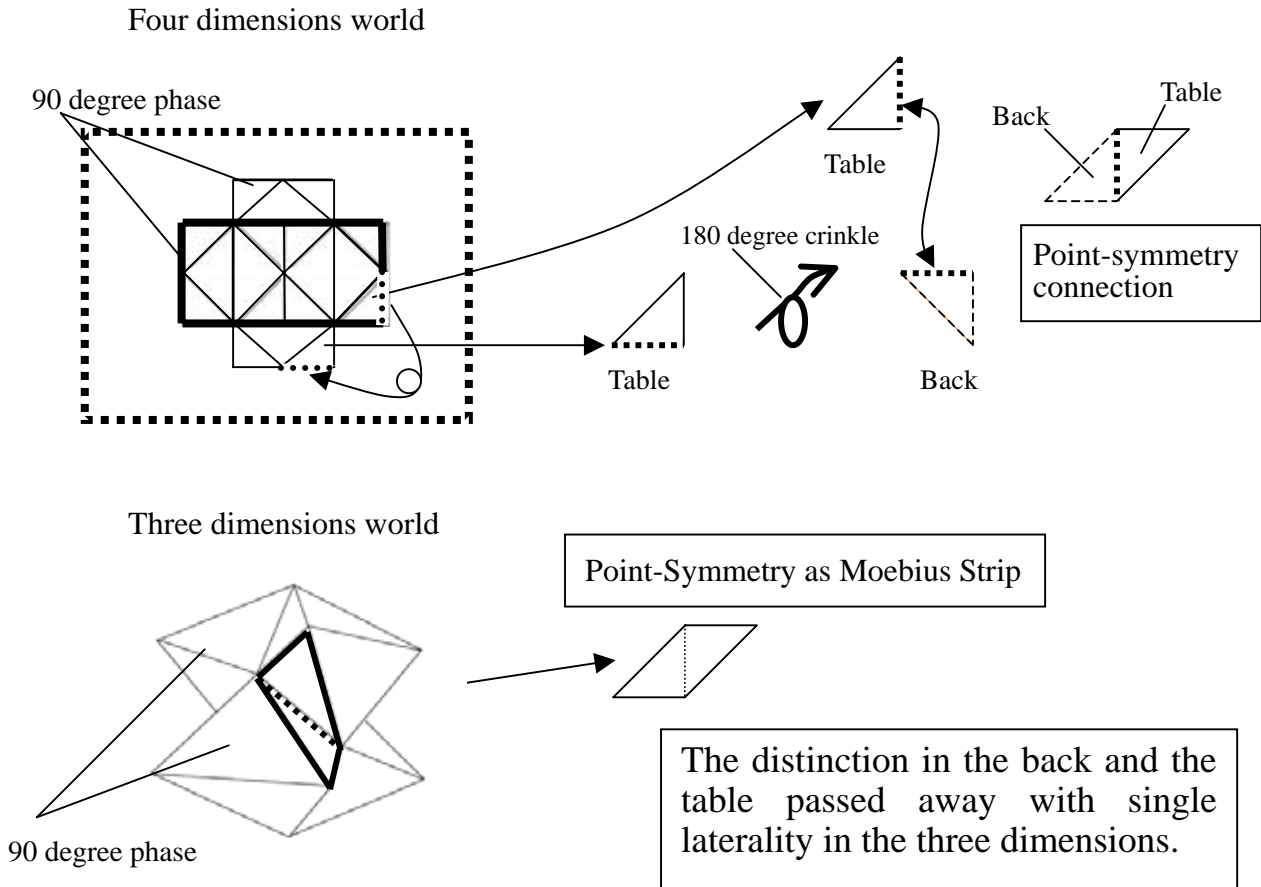 Four dimensions world
90 degree phase
Table
Back
Table
180 degree crinkle
Point-symmetry
connection
Table
Back
Three dimensions world
Point-Symmetry as Moebius Strip
The distinction in the back and the
table passed away with single
laterality in the three dimensions.
90 degree phase